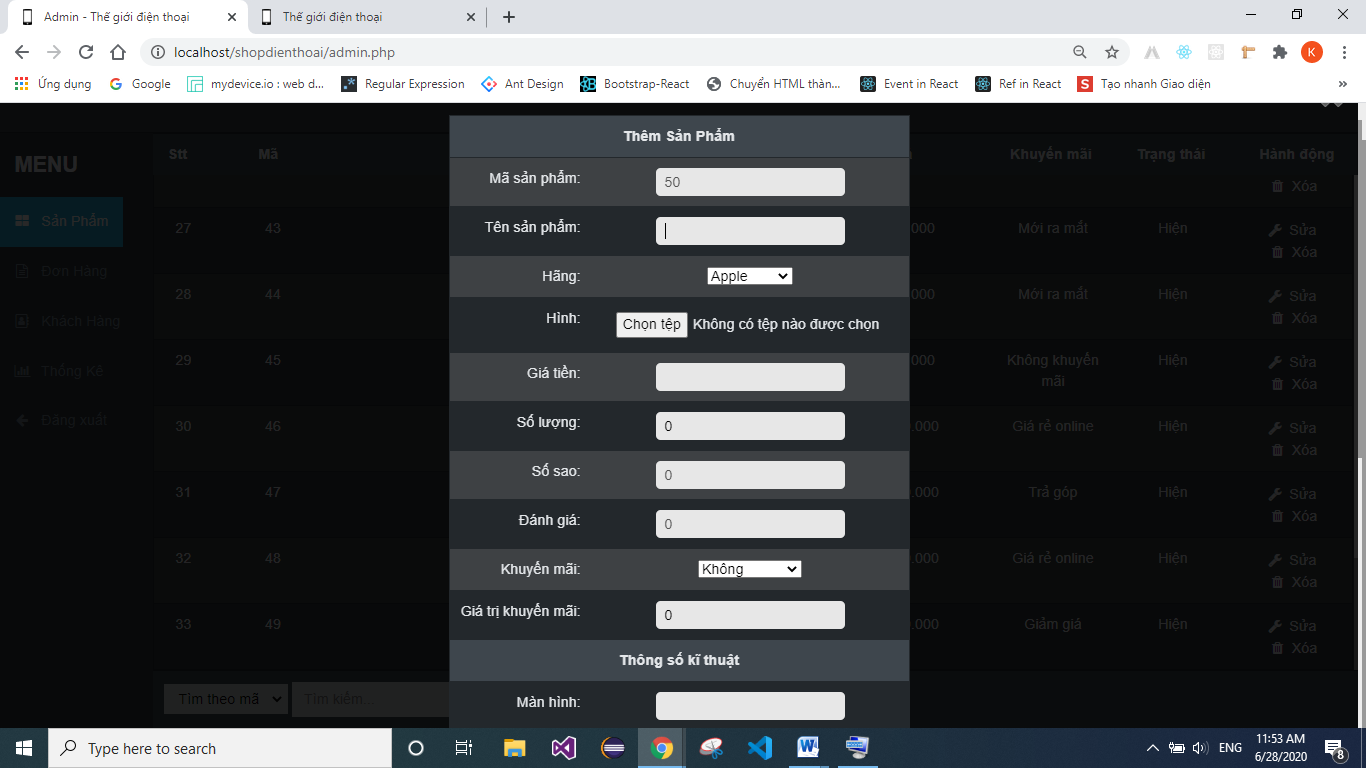 Admin - Thế giới điện thoại
Thế giới điện thoại
localhost/shopdienthoai/admin.php
K
Ứng dụng
Google
mydevice.io : web d...
Regular Expression
Ant Design
Bootstrap-React
Chuyển HTML thàn...
Event in React
Ref in React
Tạo nhanh Giao diện
MENU
Sản Phẩm
Đơn Hàng
Khách Hàng
Thống Kê
Đăng xuất
Stt Mã Khuyến mãi Trạng thái Hành động
Xóa
27 43 000 Mới ra mắt Hiện Sửa
Xóa
28 44 000 Mới ra mắt Hiện Sửa
Xóa
29 45 000 Không khuyến Hiện Sửa
mãi Xóa
30 46 .000 Giá rẻ online Hiện Sửa
Xóa
31 47 .000 Trả góp Hiện Sửa
Xóa
32 48 .000 Giá rẻ online Hiện Sửa
Xóa
33 49 .000 Giảm giá Hiện Sửa
Xóa
Tìm theo mã Tìm kiếm...
Thêm Sản Phẩm
Mã sản phẩm: 50
Tên sản phẩm:
Hãng: Apple
Hình: Chọn tệp Không có tệp nào được chọn
Giá tiền:
Số lượng: 0
Số sao: 0
Đánh giá: 0
Khuyến mãi: Không
Giá trị khuyến mãi: 0
Thông số kĩ thuật
Màn hình:
Type here to search
ENG
11:53 AM
6/28/2020
8